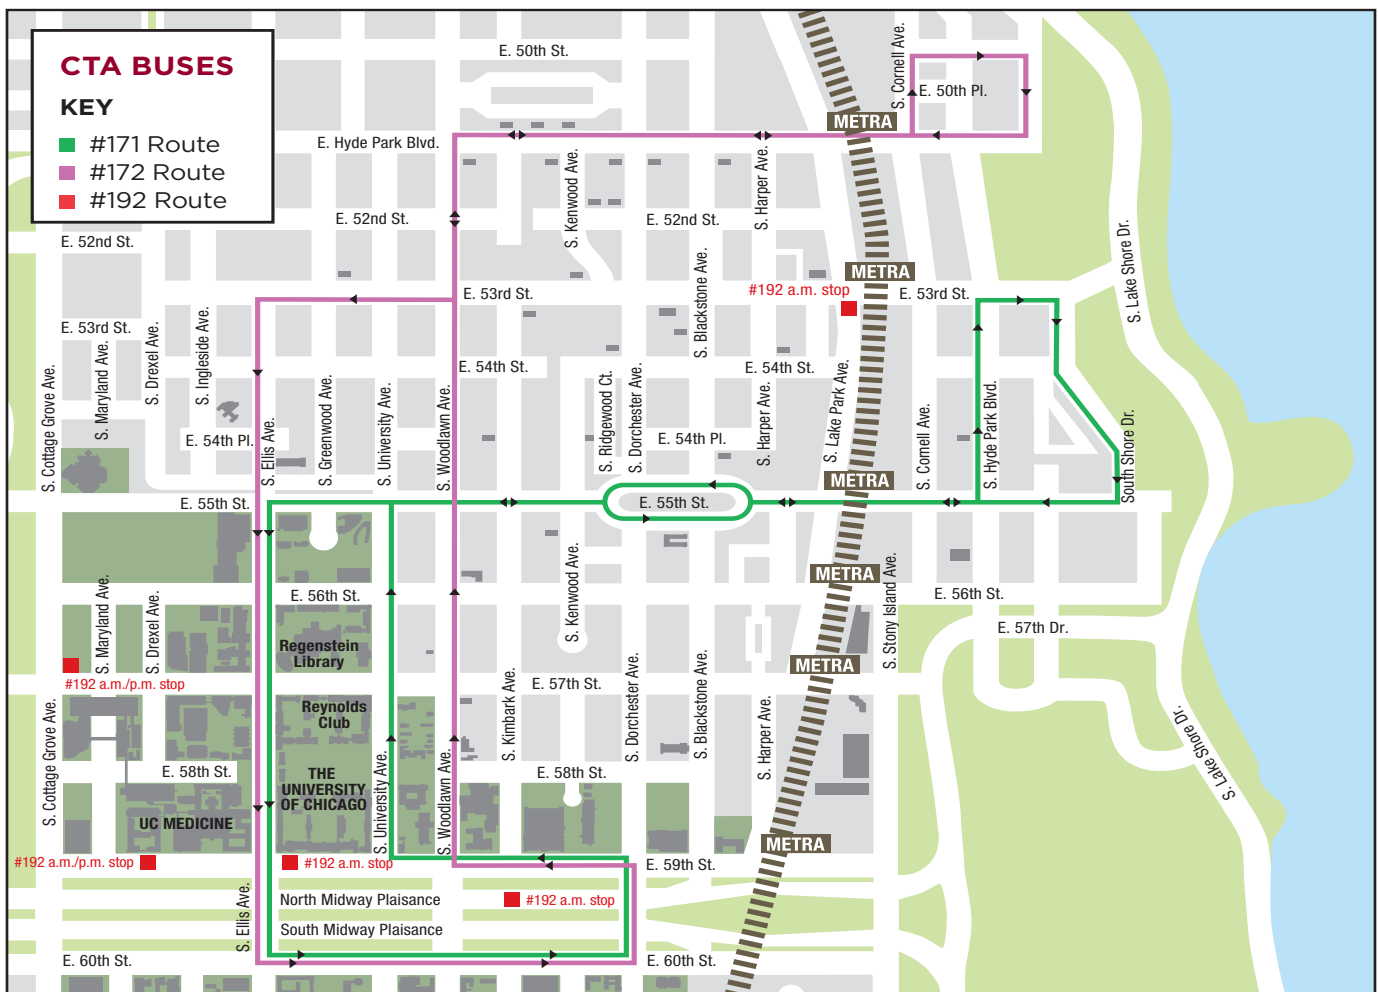 CTA BUSES
KEY
#171 Route
#172 Route
#192 Route
E. 50th St.
S. Cornell Ave.
E. 50th Pl.
METRA
E. Hyde Park Blvd.
S. Kenwood Ave.
S. Harper Ave.
E. 52nd St.
E. 52nd St.
E. 52nd St.
S. Blackstone Ave.
S. Lake Shore Dr.
METRA
#192 a.m. stop
E. 53rd St.
E. 53rd St.
E. 53rd St.
S. Cottage Grove Ave.
S. Maryland Ave.
S. Drexel Ave.
S. Ingleside Ave.
E. 54th St.
E. 54th St.
S. Ellis Ave.
S. Greenwood Ave.
S. University Ave.
S. Woodlawn Ave.
S. Ridgewood Ct.
S. Dorchester Ave.
S. Harper Ave.
S. Lake Park Ave.
S. Cornell Ave.
S. Hyde Park Blvd.
South Shore Dr.
E. 54th Pl.
E. 54th Pl.
METRA
E. 55th St.
E. 55th St.
METRA
S. Maryland Ave.
S. Drexel Ave.
E. 56th St.
S. Kenwood Ave.
S. Stony Island Ave.
E. 56th St.
E. 57th Dr.
Regenstein
Library
METRA
#192 a.m./p.m. stop
E. 57th St.
S. Cottage Grove Ave.
Reynolds
Club
S. Kimbark Ave.
S. Dorchester Ave.
S. Blackstone Ave.
S. Harper Ave.
S. Lake Shore Dr.
S. Lake Shore Dr.
E. 58th St.
E. 58th St.
THE
UNIVERSITY
OF CHICAGO
S. University Ave.
S. Woodlawn Ave.
UC MEDICINE
METRA
#192 a.m./p.m. stop
#192 a.m. stop
E. 59th St.
S. Ellis Ave.
North Midway Plaisance
#192 a.m. stop
South Midway Plaisance
E. 60th St.
E. 60th St.